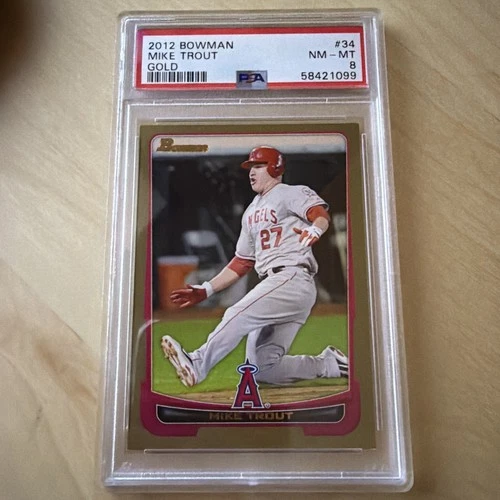 2012 BOWMAN #34
MIKE TROUT NM - MT
GOLD 8
PSA 58421099
Bowman
ANGELS
27
A
MIKE TROUT